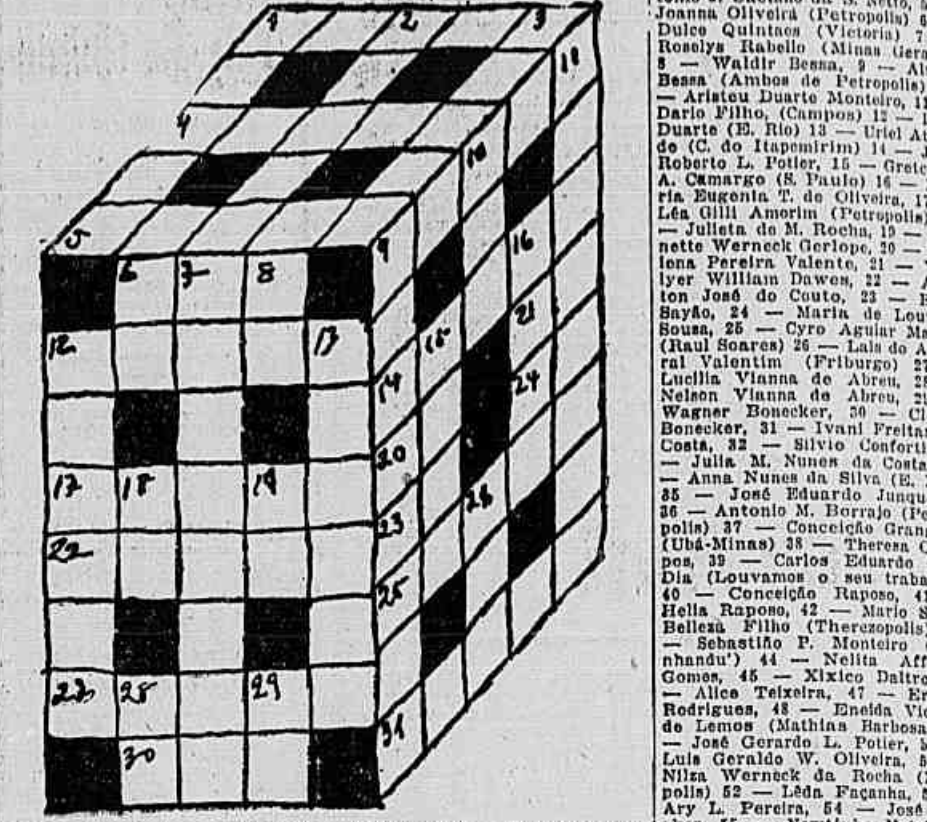 1 2 3
11
4
10
5
9
6 7 8
16
12 13
15
21
14
24
20
17 18 19
26
23
22
25
28 29
31
30
Joanna Oliveira (Petropolis) 6
Dulce Quintaes (Victoria) 7
Roselys Rabello (Minas Gera
8 — Waldir Bessa, 9 — Al
Bessa (Ambos de Petropolis)
— Aristeu Duarte Monteiro, 11
Dario Filho, (Campos) 12 —
Duarte (E. Rio) 13 — Uriel
de (C. do Itapemirim) 14 —
Roberto L. Potier, 15 — Grete
A. Camargo (S. Paulo) 16 —
ria Eugenia T. de Oliveira, 17
Léa Gilli Amorim (Petropolis)
— Julieta de M. Rocha, 19 —
nette Werneck Gerlope, 20 —
lena Pereira Valente, 21 —
lyer William Dawes, 22 —
ton José do Couto, 23 —
Sayão, 24 — Maria de Lou
Sousa, 25 — Cyro Aguiar Ma
(Raul Soares) 26 — Lais do A
ral Valentim (Friburgo) 27
Lucilia Vianna de Abreu, 28
Nelson Vianna de Abreu, 29
Wagner Bonecker, 30 — Cl
Bonecker, 31 — Ivani Freitas
Costa, 32 — Silvio Conforti
— Julia M. Nunes da Costa
— Anna Nunes da Silva (E.
35 — José Eduardo Junqu
36 — Antonio M. Borrajo (Pe
polis) 37 — Conceição Gran
(Ubá-Minas) 38 — Theresa C
pos, 39 — Carlos Eduardo
Dia (Louvamos o seu traba
40 — Conceição Raposo, 41
Helia Raposo, 42 — Mario S
Belleza Filho (Therezopolis)
— Sebastião P. Monteiro
nhandu') 44 — Nelita Aff
Gomes, 45 — Xixico Daltro
— Alice Teixeira, 47 — Er
Rodrigues, 48 — Eneida Vi
de Lemos (Mathias Barbosa
— José Gerardo L. Potier,
Luis Geraldo W. Oliveira, 5
Nilza Werneck da Rocha (
polis) 52 — Lêda Façanha,
Ary L. Pereira, 54 — José